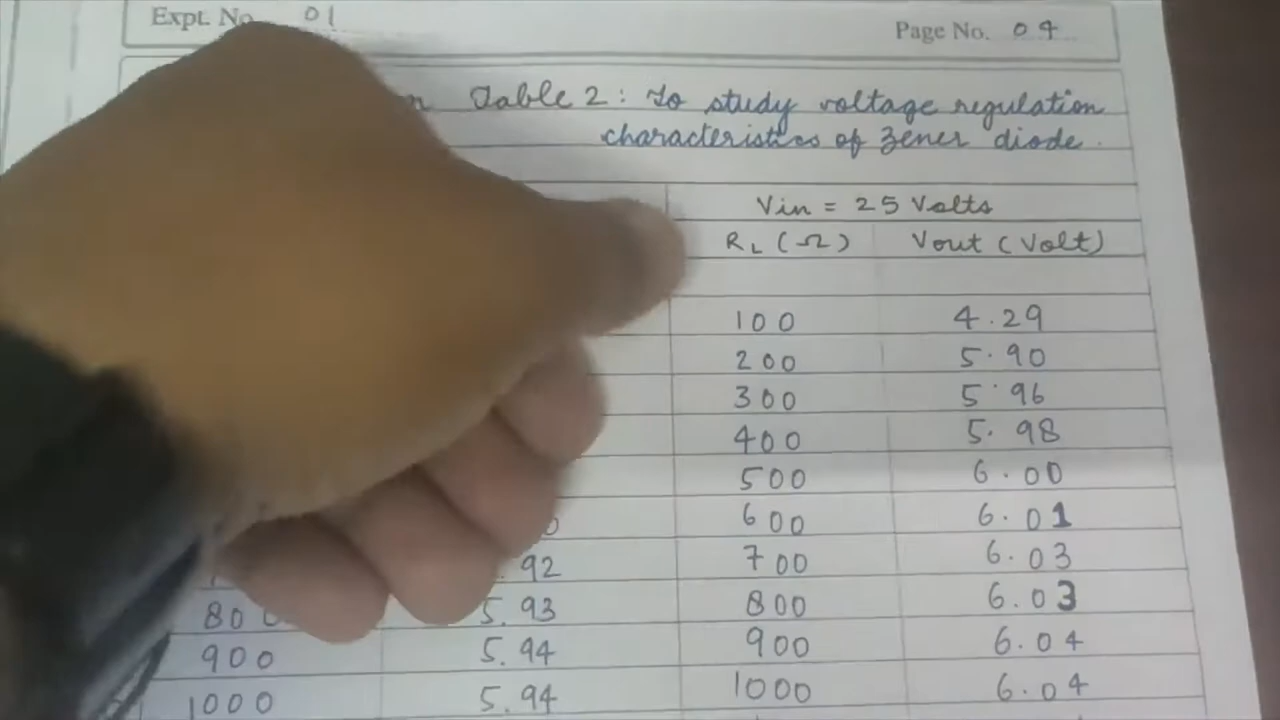 Expt. No. 01
Page No. 04
Table 2: To study voltage regulation
characteristics of zener diode.
Vin = 25 Volts
RL (Ω) Vout (Volt)
100 4.29
200 5.90
300 5.96
400 5.98
500 6.00
600 6.01
92 700 6.03
800 5.93 800 6.03
900 5.94 900 6.04
1000 5.94 1000 6.04